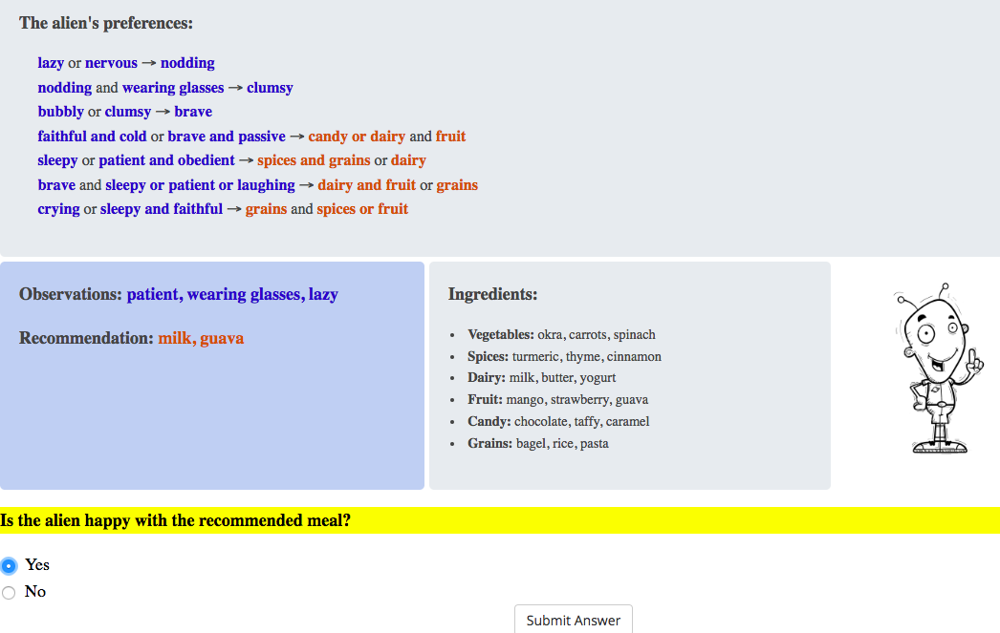 The alien's preferences:
lazy or nervous → nodding
nodding and wearing glasses → clumsy
bubbly or clumsy → brave
faithful and cold or brave and passive → candy or dairy and fruit
sleepy or patient and obedient → spices and grains or dairy
brave and sleepy or patient or laughing → dairy and fruit or grains
crying or sleepy and faithful → grains and spices or fruit
Observations: patient, wearing glasses, lazy
Recommendation: milk, guava
Ingredients:
• Vegetables: okra, carrots, spinach
• Spices: turmeric, thyme, cinnamon
• Dairy: milk, butter, yogurt
• Fruit: mango, strawberry, guava
• Candy: chocolate, taffy, caramel
• Grains: bagel, rice, pasta
Is the alien happy with the recommended meal?
Yes
No
Submit Answer